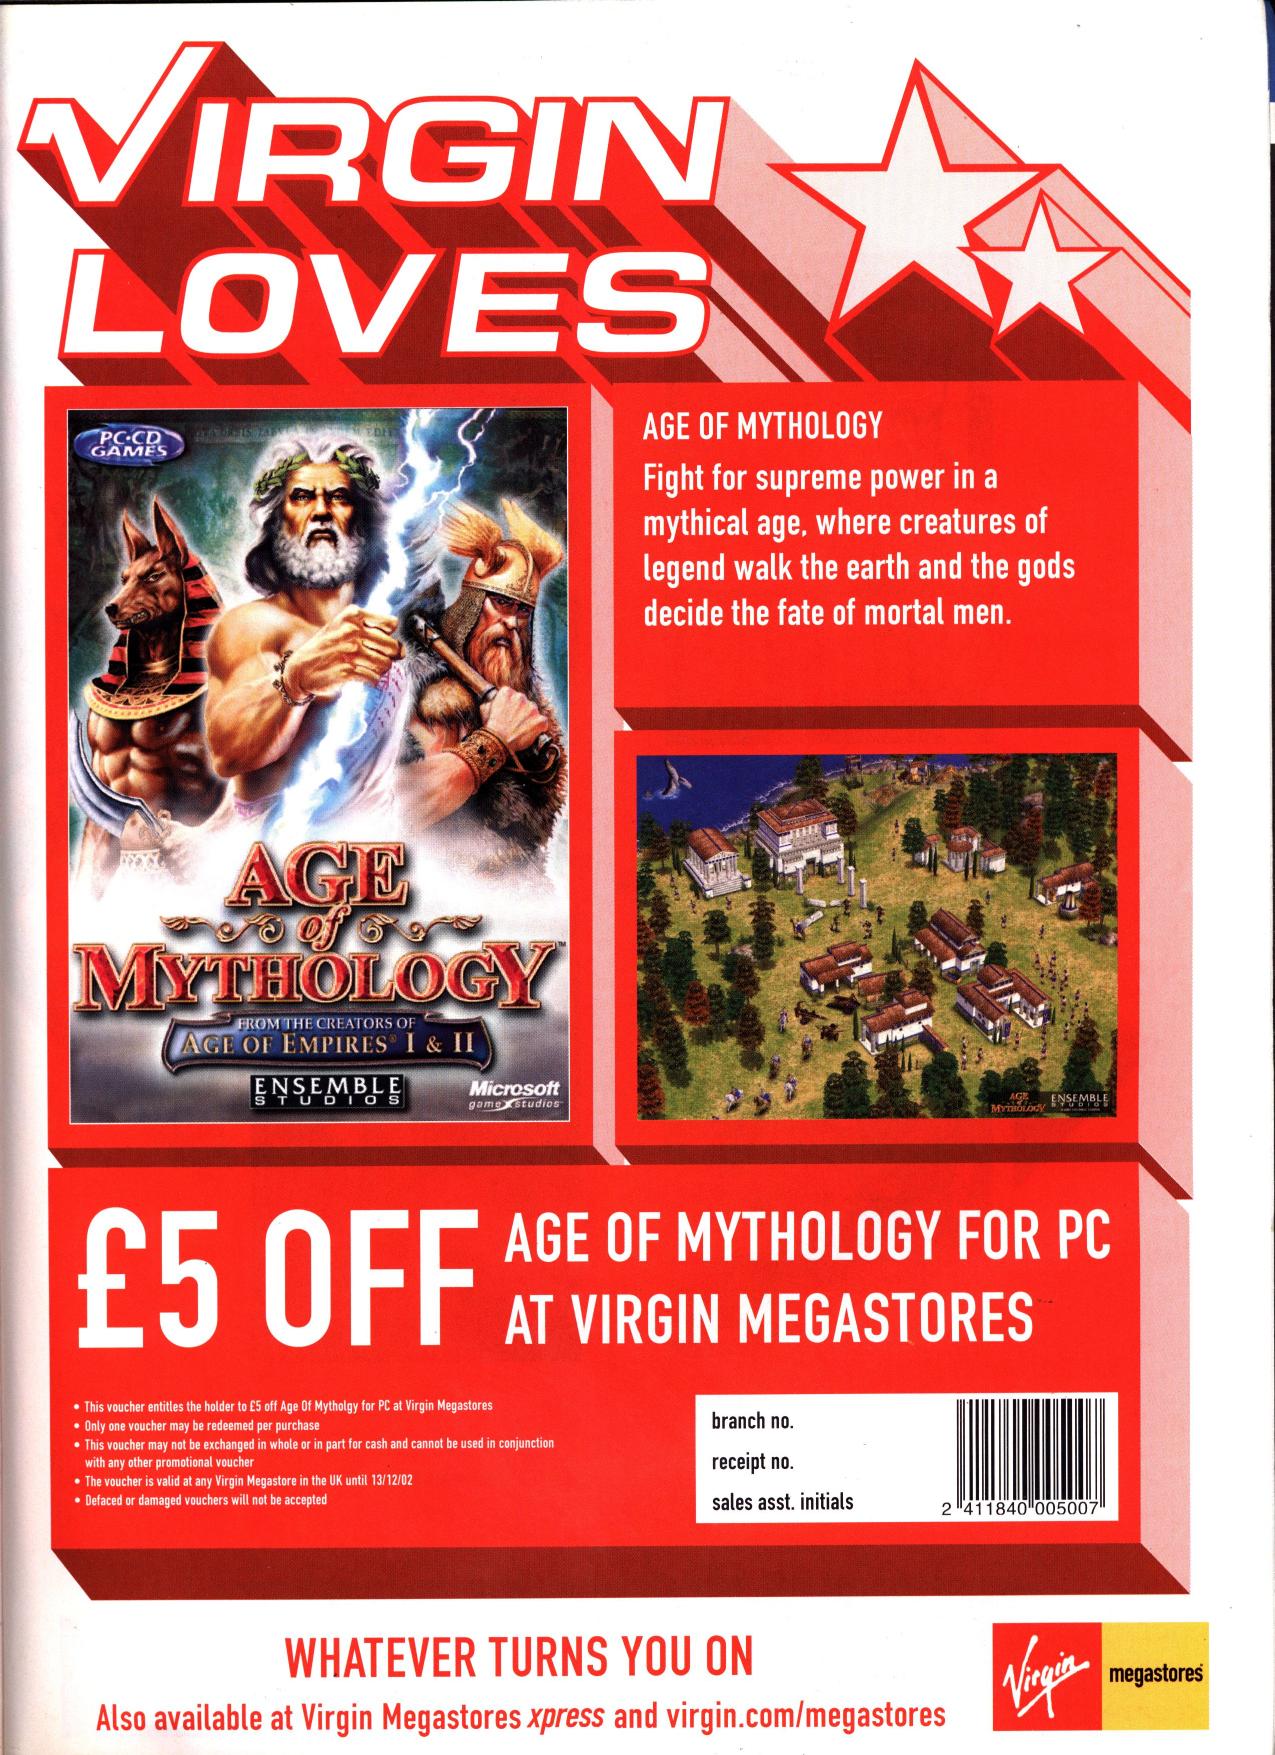 VIRGIN
LOVES
PC·CD
GAMES
AGE
of
MYTHOLOGY™
FROM THE CREATORS OF
AGE OF EMPIRES® I & II
ENSEMBLE
STUDIOS
Microsoft
game studios™
AGE OF MYTHOLOGY
Fight for supreme power in a
mythical age, where creatures of
legend walk the earth and the gods
decide the fate of mortal men.
AGE
OF
MYTHOLOGY
ENSEMBLE
STUDIOS
£5 OFF
AGE OF MYTHOLOGY FOR PC
AT VIRGIN MEGASTORES
• This voucher entitles the holder to £5 off Age Of Mytholgy for PC at Virgin Megastores
• Only one voucher may be redeemed per purchase
• This voucher may not be exchanged in whole or in part for cash and cannot be used in conjunction
with any other promotional voucher
• The voucher is valid at any Virgin Megastore in the UK until 13/12/02
• Defaced or damaged vouchers will not be accepted
branch no.
receipt no.
sales asst. initials
2 411840 005007
WHATEVER TURNS YOU ON
Also available at Virgin Megastores xpress and virgin.com/megastores
Virgin
megastores